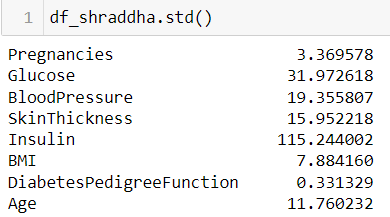 1 df_shraddha.std()
Pregnancies 3.369578
Glucose 31.972618
BloodPressure 19.355807
SkinThickness 15.952218
Insulin 115.244002
BMI 7.884160
DiabetesPedigreeFunction 0.331329
Age 11.760232